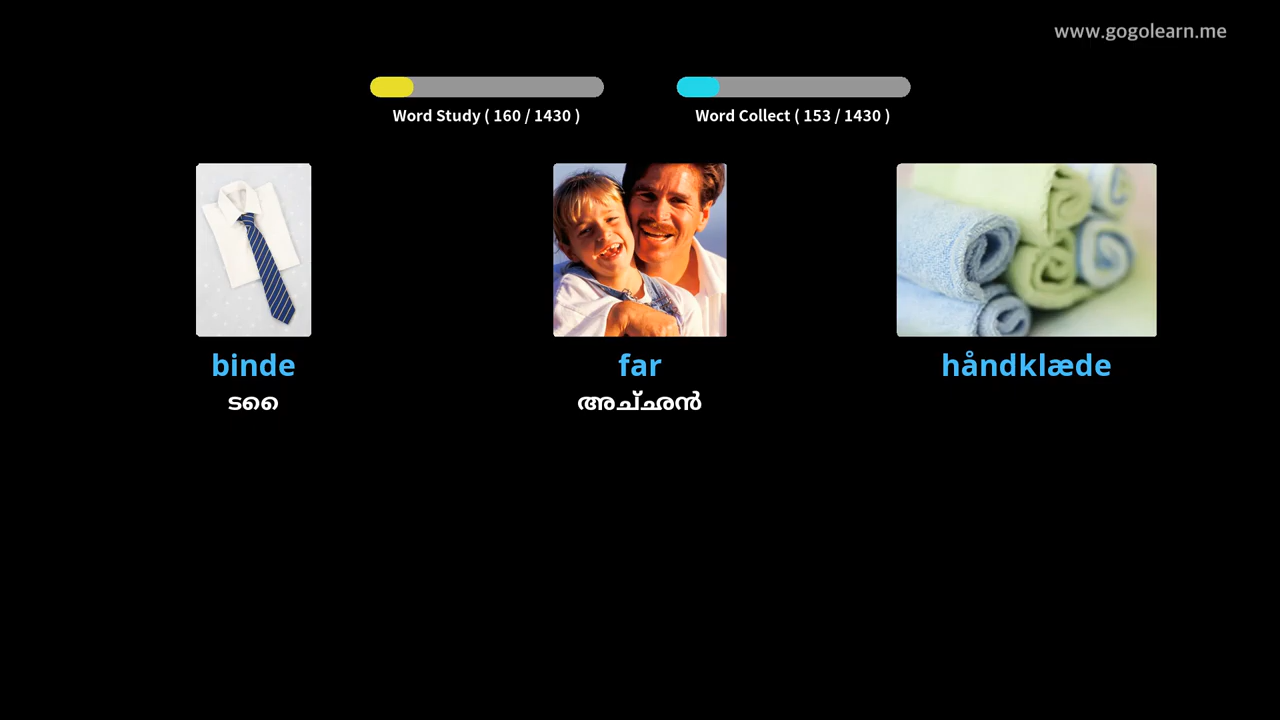 www.gogolearn.me
Word Study ( 160 / 1430 )
Word Collect ( 153 / 1430 )
binde
far
håndklæde
ടൈ
അച്ഛൻ